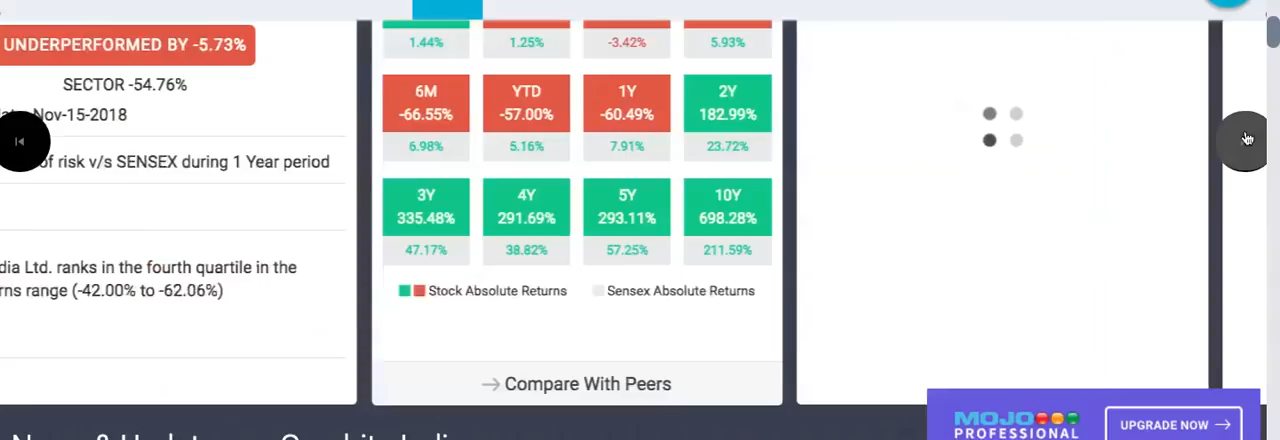 UNDERPERFORMED BY -5.73%
SECTOR -54.76%
Nov-15-2018
of risk v/s SENSEX during 1 Year period
dia Ltd. ranks in the fourth quartile in the
rns range (-42.00% to -62.06%)
1.44% 1.25% -3.42% 5.93%
6M YTD 1Y 2Y
-66.55% -57.00% -60.49% 182.99%
6.98% 5.16% 7.91% 23.72%
3Y 4Y 5Y 10Y
335.48% 291.69% 293.11% 698.28%
47.17% 38.82% 57.25% 211.59%
Stock Absolute Returns Sensex Absolute Returns
→ Compare With Peers
MOJO
PROFESSIONAL
UPGRADE NOW →